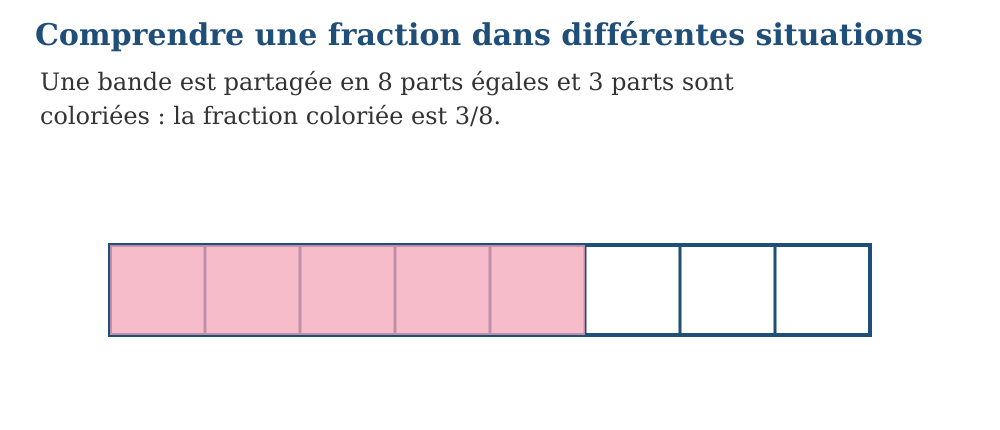 Comprendre une fraction dans différentes situations
Une bande est partagée en 8 parts égales et 3 parts sont
coloriées : la fraction coloriée est 3/8.